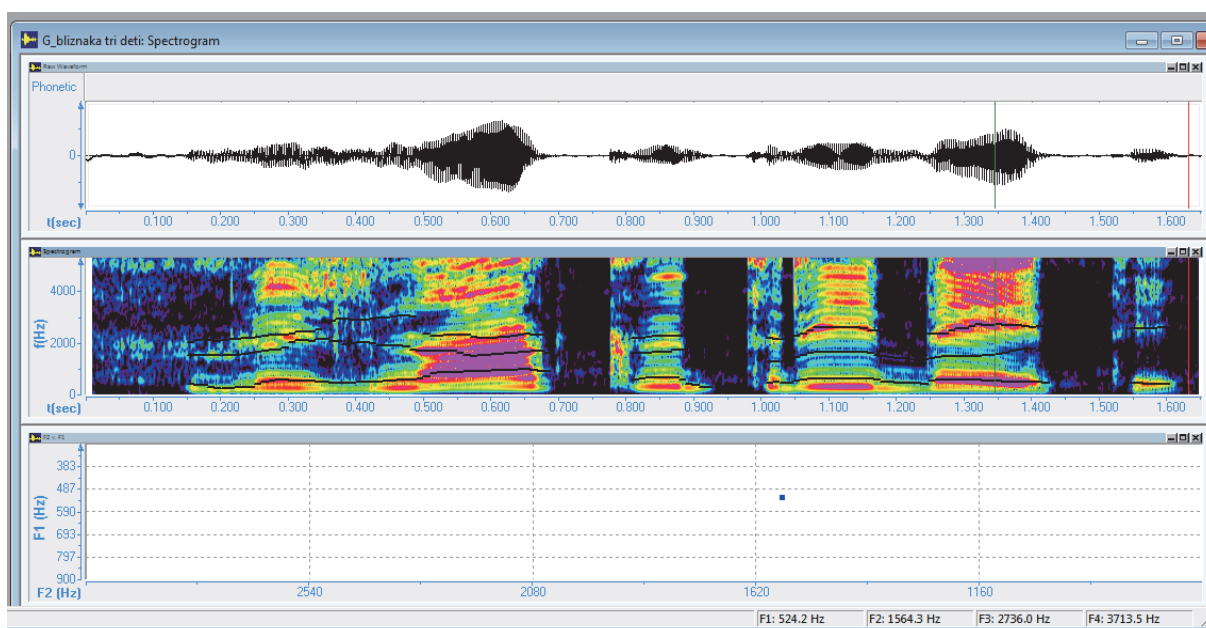 G_bliznaka tri deti: Spectrogram
Raw Waveform
Phonetic
0
t(sec) 0.100 0.200 0.300 0.400 0.500 0.600 0.700 0.800 0.900 1.000 1.100 1.200 1.300 1.400 1.500 1.600
Spectrogram
f(Hz)
4000
2000
0
t(sec) 0.100 0.200 0.300 0.400 0.500 0.600 0.700 0.800 0.900 1.000 1.100 1.200 1.300 1.400 1.500 1.600
F2 v. F1
F1 (Hz)
383
487
590
693
797
900
F2 (Hz) 2540 2080 1620 1160
F1: 524.2 Hz F2: 1564.3 Hz F3: 2736.0 Hz F4: 3713.5 Hz